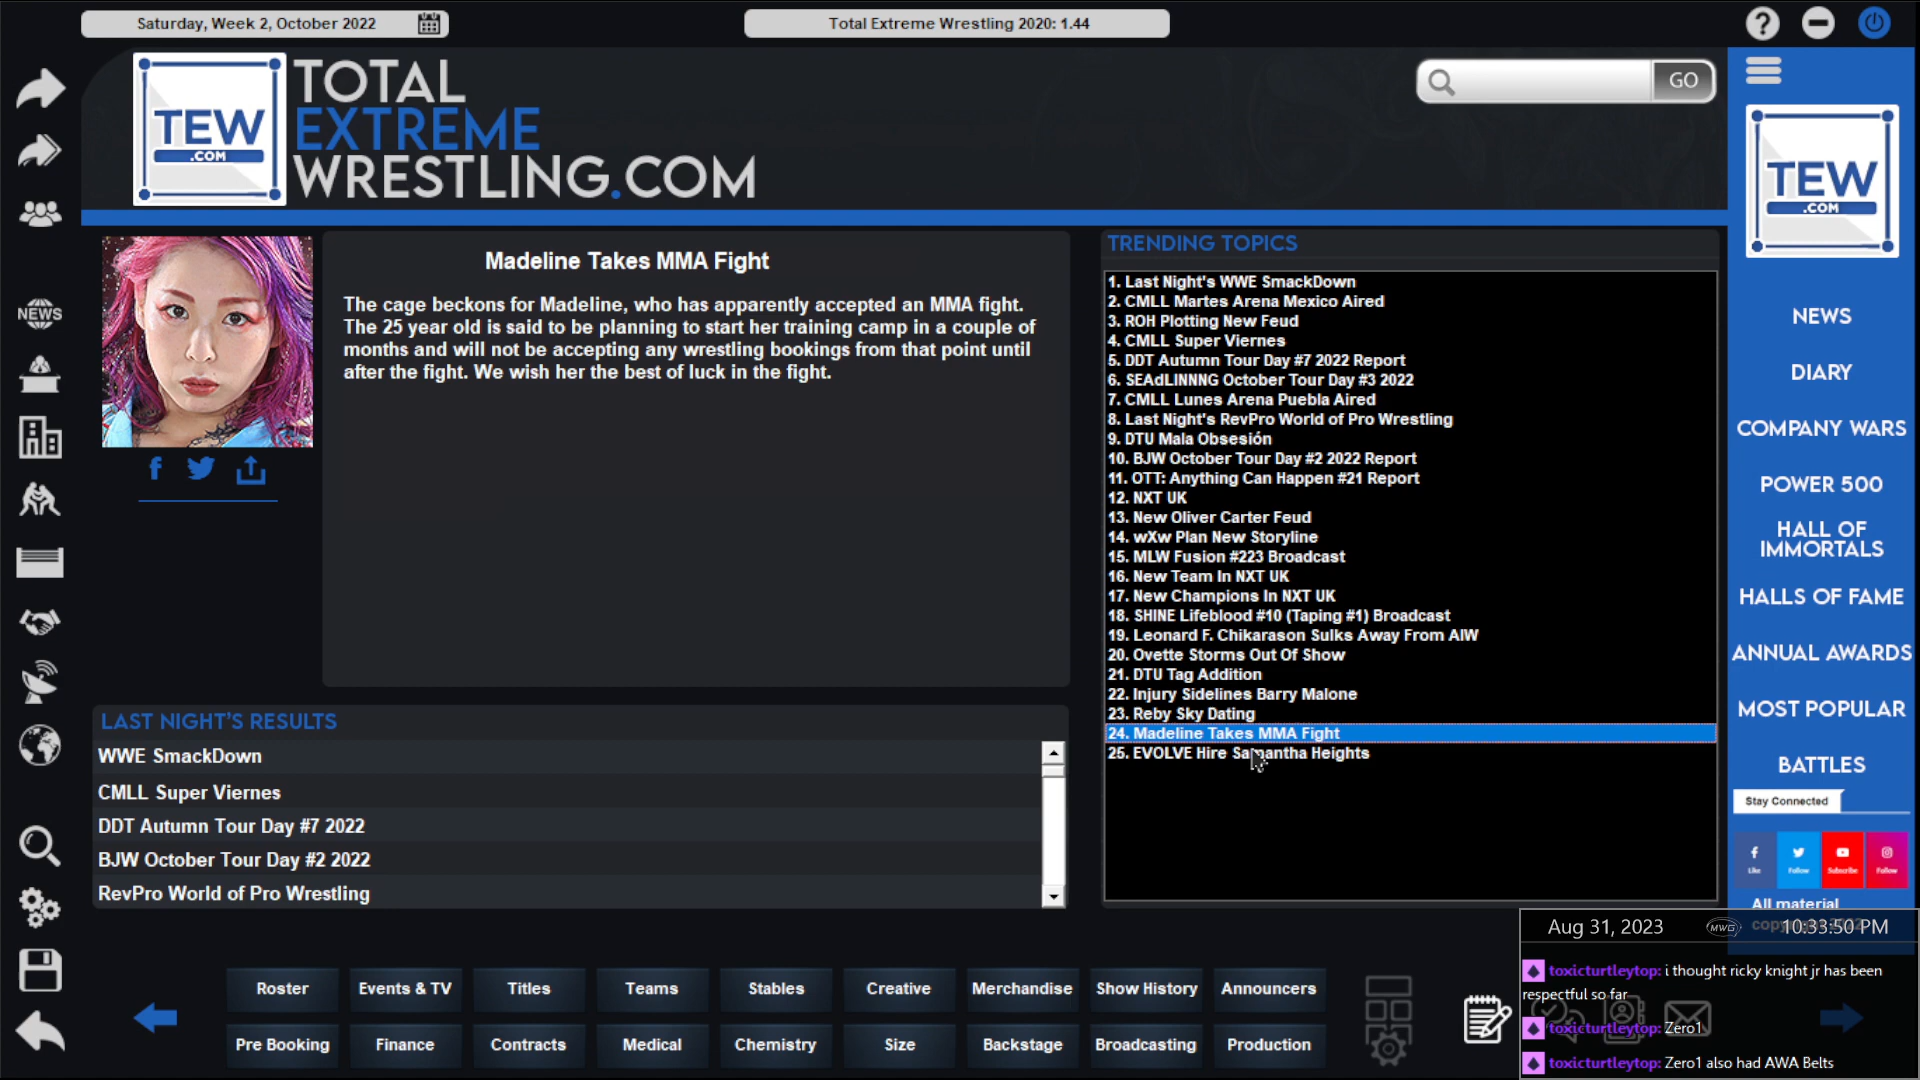 Saturday, Week 2, October 2022
Total Extreme Wrestling 2020: 1.44
TEW
.COM
TOTAL
EXTREME
WRESTLING.COM
GO
TEW
.COM
Madeline Takes MMA Fight
The cage beckons for Madeline, who has apparently accepted an MMA fight.
The 25 year old is said to be planning to start her training camp in a couple of
months and will not be accepting any wrestling bookings from that point until
after the fight. We wish her the best of luck in the fight.
TRENDING TOPICS
1. Last Night's WWE SmackDown
2. CMLL Martes Arena Mexico Aired
3. ROH Plotting New Feud
4. CMLL Super Viernes
5. DDT Autumn Tour Day #7 2022 Report
6. SEAdLINNNG October Tour Day #3 2022
7. CMLL Lunes Arena Puebla Aired
8. Last Night's RevPro World of Pro Wrestling
9. DTU Mala Obsesión
10. BJW October Tour Day #2 2022 Report
11. OTT: Anything Can Happen #21 Report
12. NXT UK
13. New Oliver Carter Feud
14. wXw Plan New Storyline
15. MLW Fusion #223 Broadcast
16. New Team In NXT UK
17. New Champions In NXT UK
18. SHINE Lifeblood #10 (Taping #1) Broadcast
19. Leonard F. Chikarason Sulks Away From AIW
20. Ovette Storms Out Of Show
21. DTU Tag Addition
22. Injury Sidelines Barry Malone
23. Reby Sky Dating
24. Madeline Takes MMA Fight
25. EVOLVE Hire Samantha Heights
NEWS
NEWS
DIARY
COMPANY WARS
POWER 500
HALL OF
IMMORTALS
HALLS OF FAME
ANNUAL AWARDS
MOST POPULAR
BATTLES
Stay Connected
Like
Follow
Subscribe
Follow
All material
LAST NIGHT'S RESULTS
WWE SmackDown
CMLL Super Viernes
DDT Autumn Tour Day #7 2022
BJW October Tour Day #2 2022
RevPro World of Pro Wrestling
Aug 31, 2023
MWG
10:33:50 PM
toxicturtleytop: i thought ricky knight jr has been
respectful so far
toxicturtleytop: Zero1
toxicturtleytop: Zero1 also had AWA Belts
Roster
Events & TV
Titles
Teams
Stables
Creative
Merchandise
Show History
Announcers
Pre Booking
Finance
Contracts
Medical
Chemistry
Size
Backstage
Broadcasting
Production